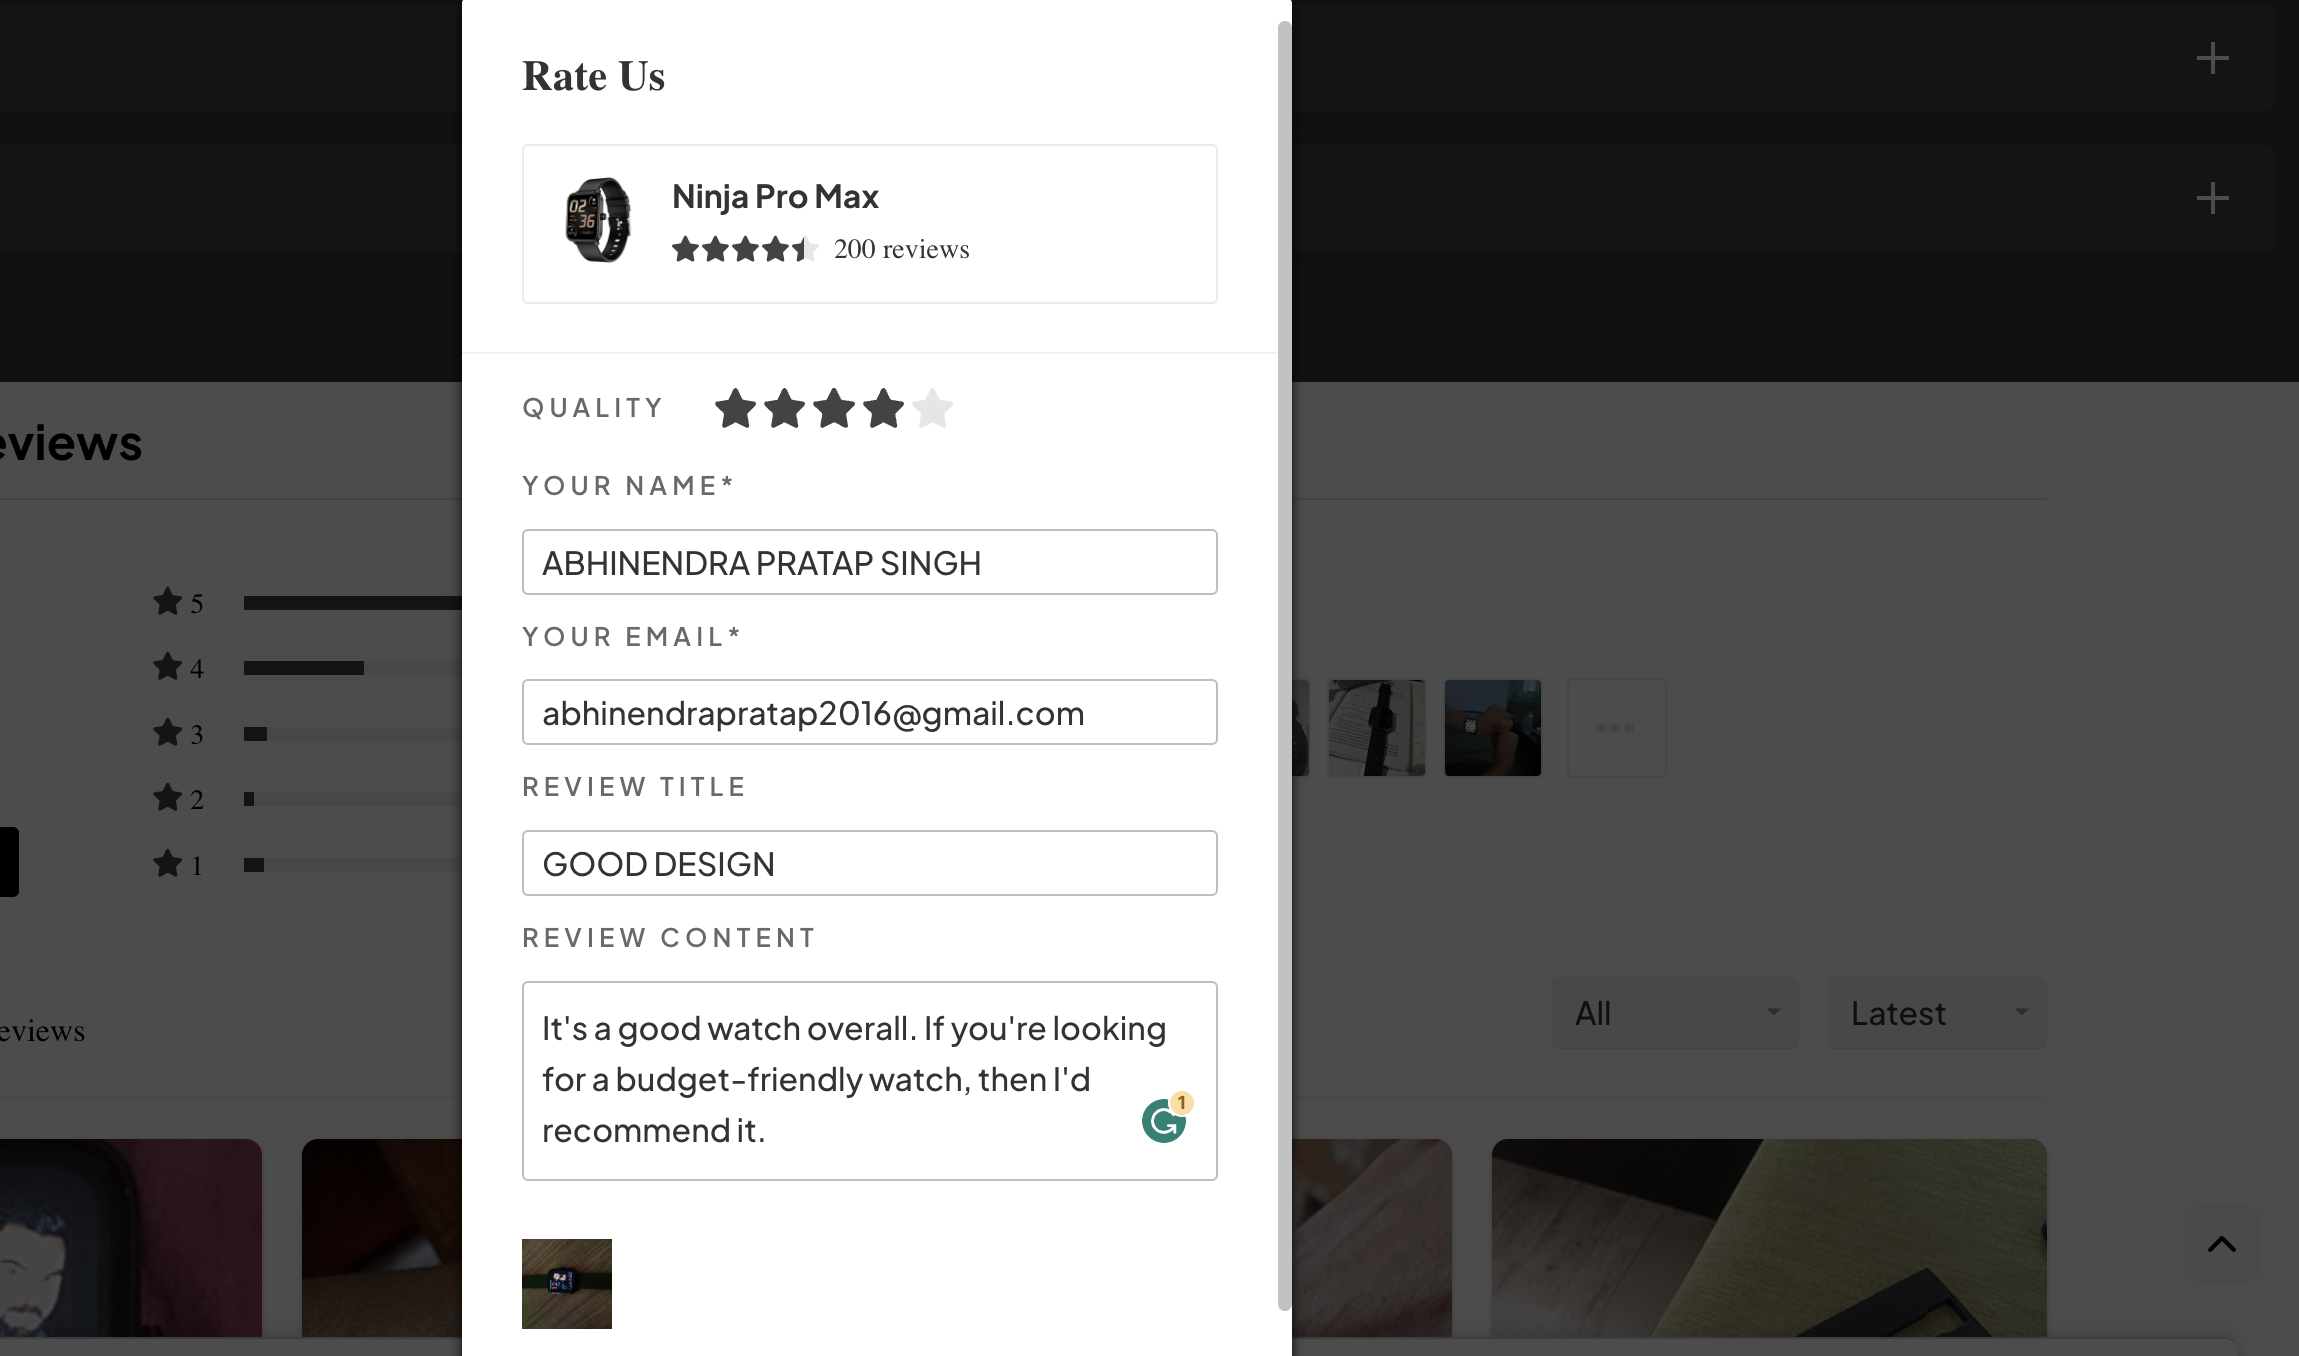 Rate Us
Ninja Pro Max
200 reviews
QUALITY
YOUR NAME*
ABHINENDRA PRATAP SINGH
YOUR EMAIL*
abhinendrapratap2016@gmail.com
REVIEW TITLE
GOOD DESIGN
REVIEW CONTENT
It's a good watch overall. If you're looking
for a budget-friendly watch, then I'd
recommend it.
1
eviews
5
4
3
2
1
eviews
All
Latest
02
36